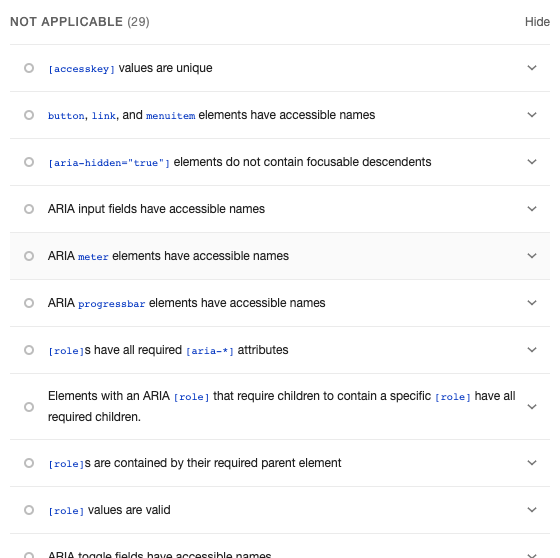 NOT APPLICABLE (29)
Hide
[accesskey] values are unique
button, link, and menuitem elements have accessible names
[aria-hidden="true"] elements do not contain focusable descendents
ARIA input fields have accessible names
ARIA meter elements have accessible names
ARIA progressbar elements have accessible names
[role]s have all required [aria-*] attributes
Elements with an ARIA [role] that require children to contain a specific [role] have all
required children.
[role]s are contained by their required parent element
[role] values are valid
ARIA toggle fields have accessible names